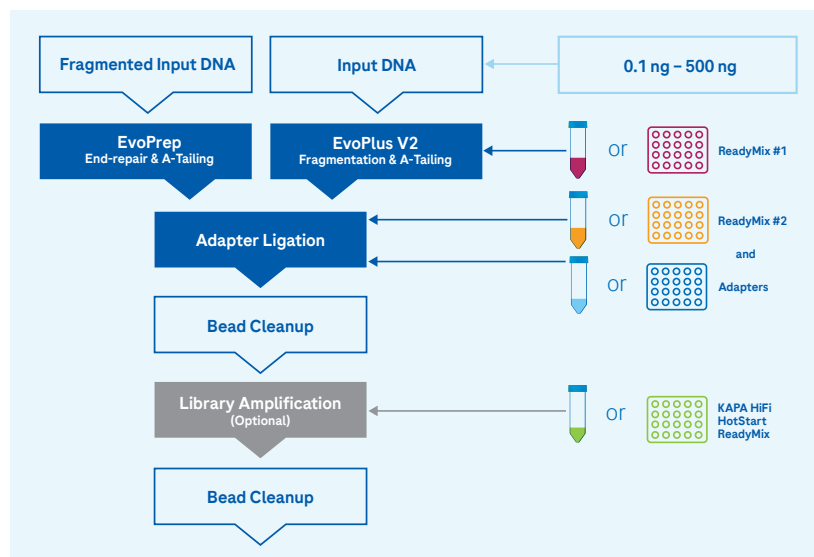 Fragmented Input DNA
Input DNA
0.1 ng – 500 ng
EvoPrep
End-repair & A-Tailing
EvoPlus V2
Fragmentation & A-Tailing
or
ReadyMix #1
Adapter Ligation
or
ReadyMix #2
and
or
Adapters
Bead Cleanup
Library Amplification
(Optional)
or
KAPA HiFi
HotStart
ReadyMix
Bead Cleanup